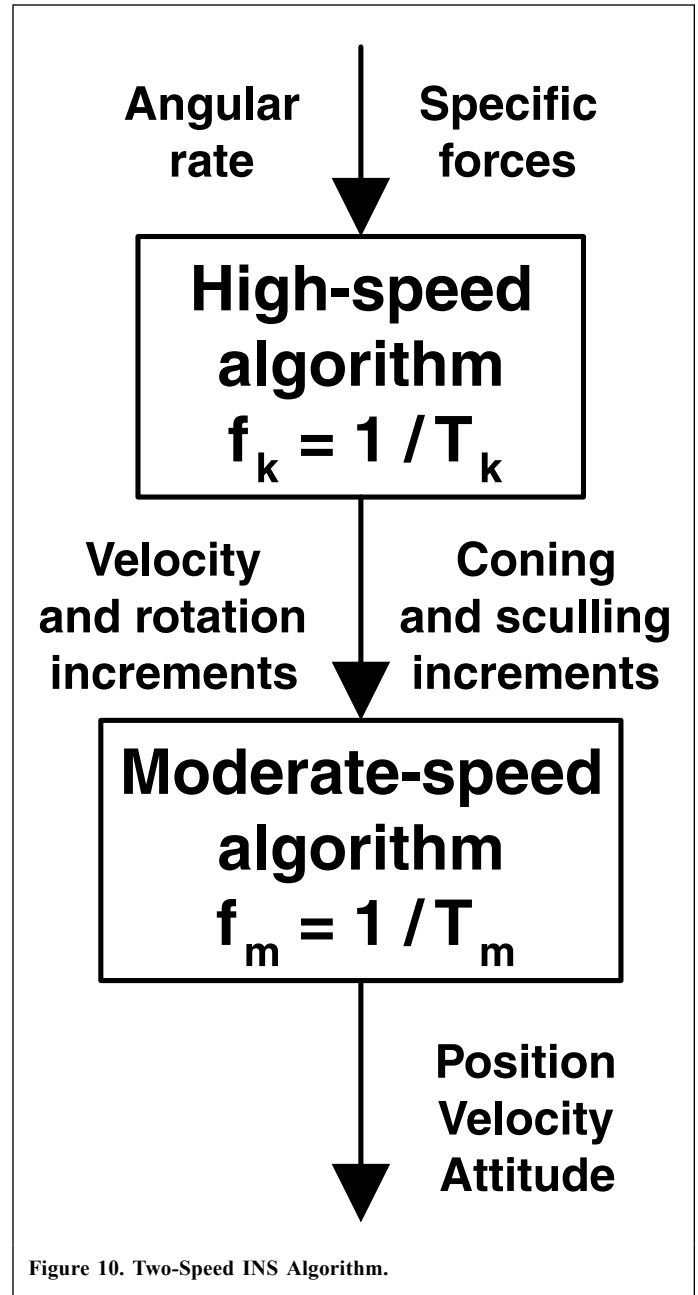 Angular
rate
Specific
forces
High-speed
algorithm
f_k = 1 / T_k
Velocity
and rotation
increments
Coning
and sculling
increments
Moderate-speed
algorithm
f_m = 1 / T_m
Position
Velocity
Attitude
Figure 10. Two-Speed INS Algorithm.